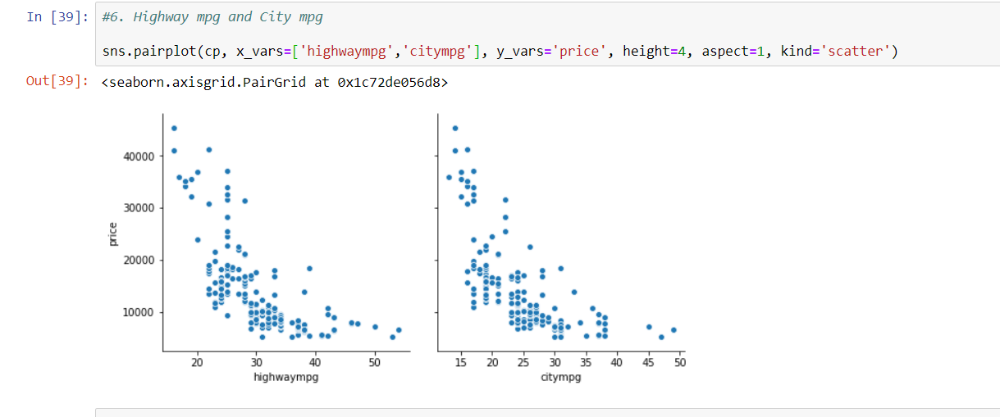 In [39]: #6. Highway mpg and City mpg
sns.pairplot(cp, x_vars=['highwaympg','citympg'], y_vars='price', height=4, aspect=1, kind='scatter')
Out[39]: <seaborn.axisgrid.PairGrid at 0x1c72de056d8>
40000
30000
20000
10000
price
20 30 40 50
highwaympg
15 20 25 30 35 40 45 50
citympg